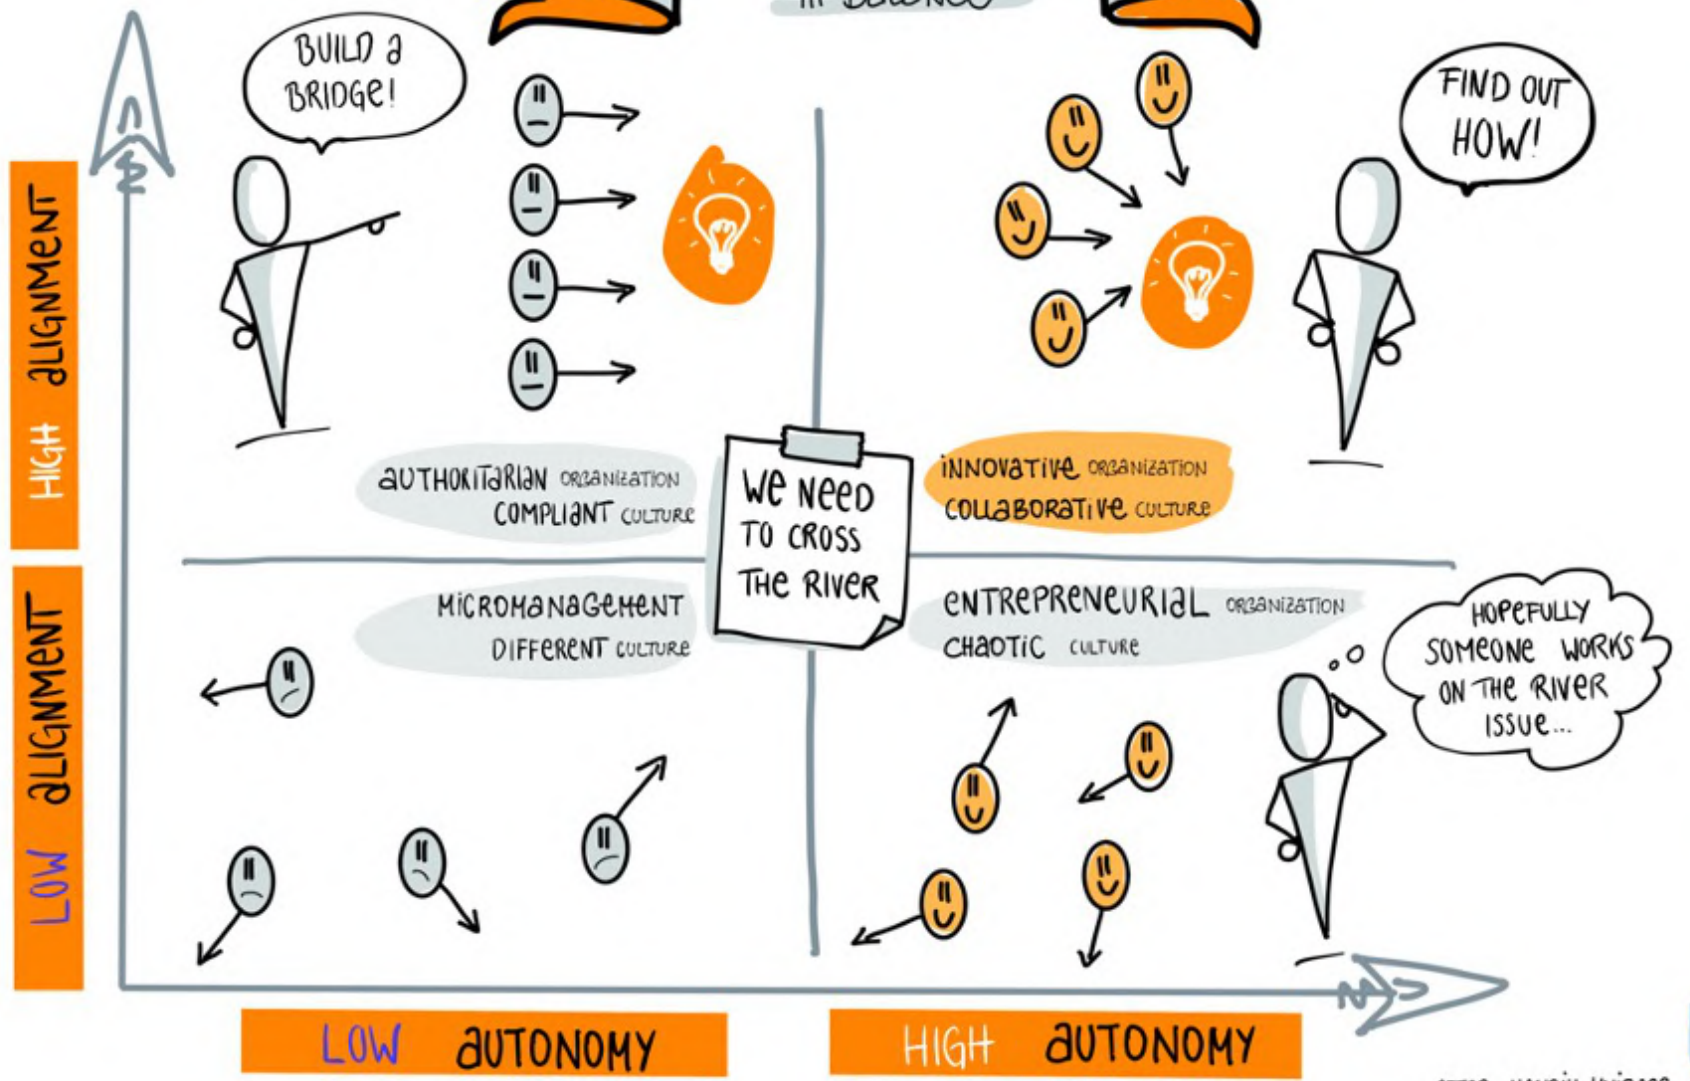 in BALANCE
BUILD a
BRIDGE!
FIND OUT
HOW!
HIGH ALIGNMENT
AUTHORITARIAN ORGANIZATION
COMPLIANT CULTURE
WE NEED
TO CROSS
THE RIVER
INNOVATIVE ORGANIZATION
COLLABORATIVE CULTURE
MICROMANAGEMENT
DIFFERENT CULTURE
ENTREPRENEURIAL ORGANIZATION
CHAOTIC CULTURE
HOPEFULLY
SOMEONE WORKS
ON THE RIVER
ISSUE...
LOW ALIGNMENT
LOW AUTONOMY
HIGH AUTONOMY